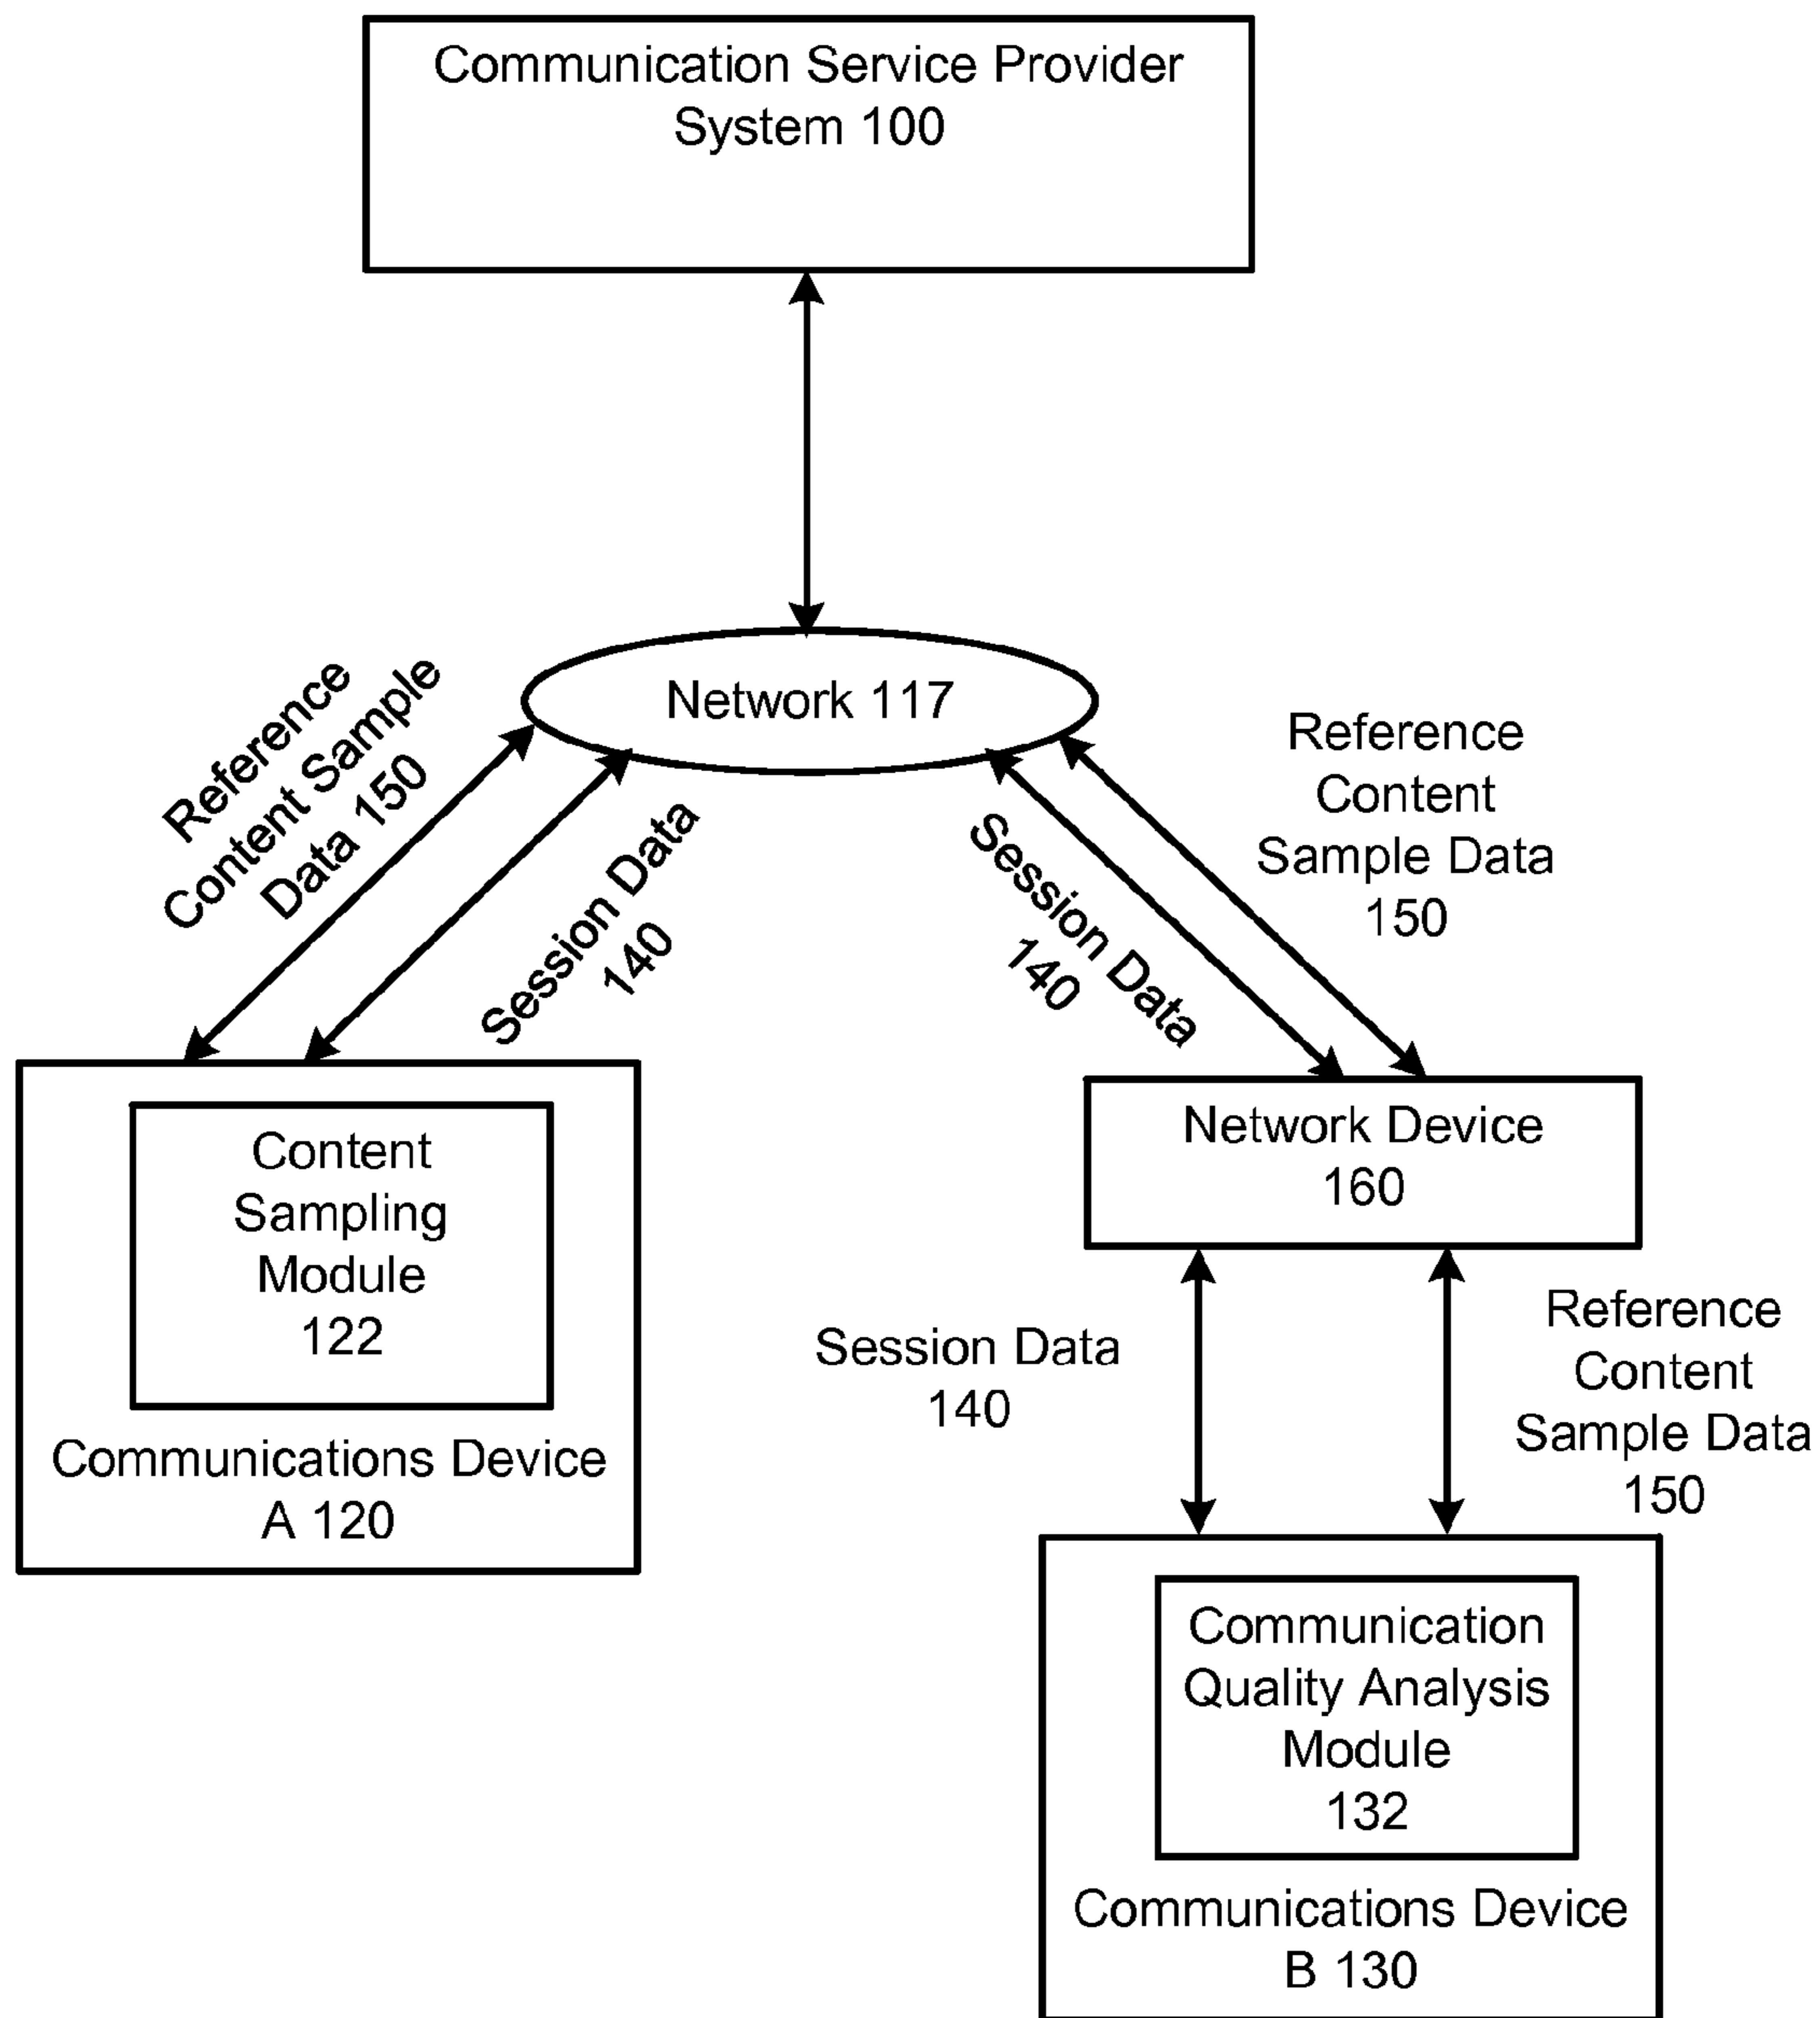 Communication Service Provider
System 100
Network 117
Reference
Content Sample
Data 150
Session Data
140
Session Data
140
Reference
Content
Sample Data
150
Content
Sampling
Module
122
Communications Device
A 120
Network Device
160
Session Data
140
Reference
Content
Sample Data
150
Communication
Quality Analysis
Module
132
Communications Device
B 130